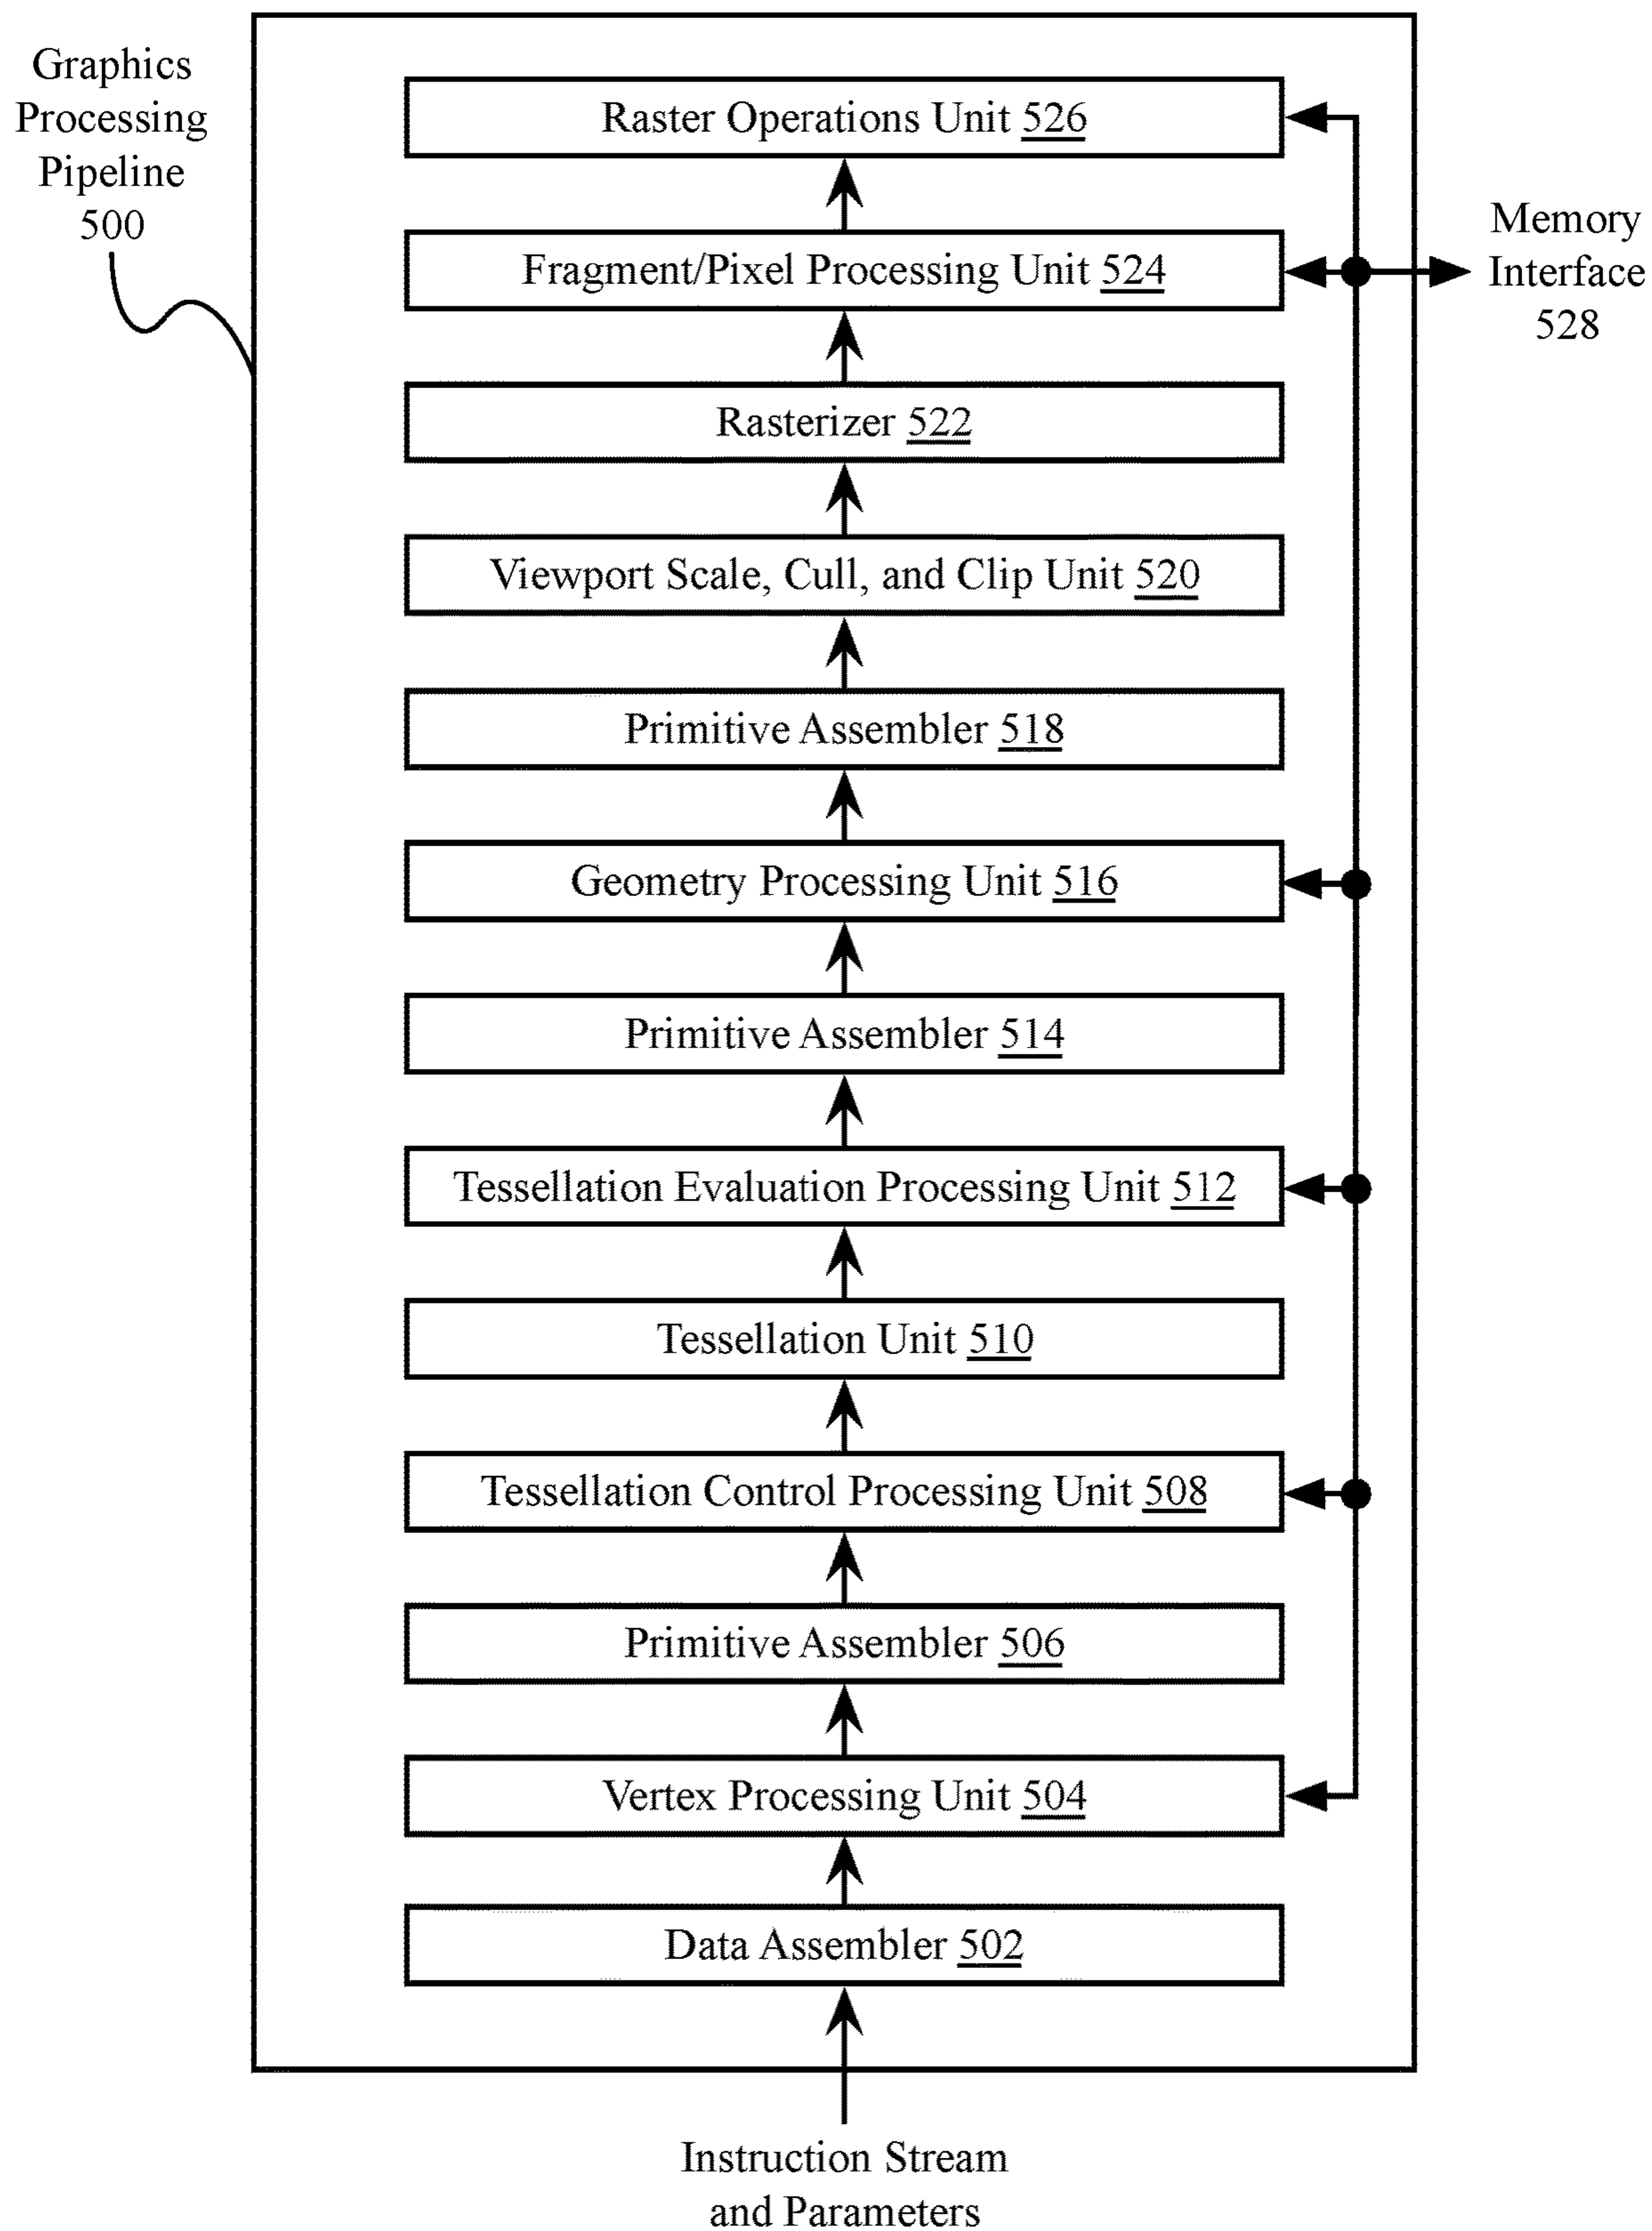 Graphics
Processing
Pipeline
500
Raster Operations Unit 526
Fragment/Pixel Processing Unit 524
Memory
Interface
528
Rasterizer 522
Viewport Scale, Cull, and Clip Unit 520
Primitive Assembler 518
Geometry Processing Unit 516
Primitive Assembler 514
Tessellation Evaluation Processing Unit 512
Tessellation Unit 510
Tessellation Control Processing Unit 508
Primitive Assembler 506
Vertex Processing Unit 504
Data Assembler 502
Instruction Stream
and Parameters